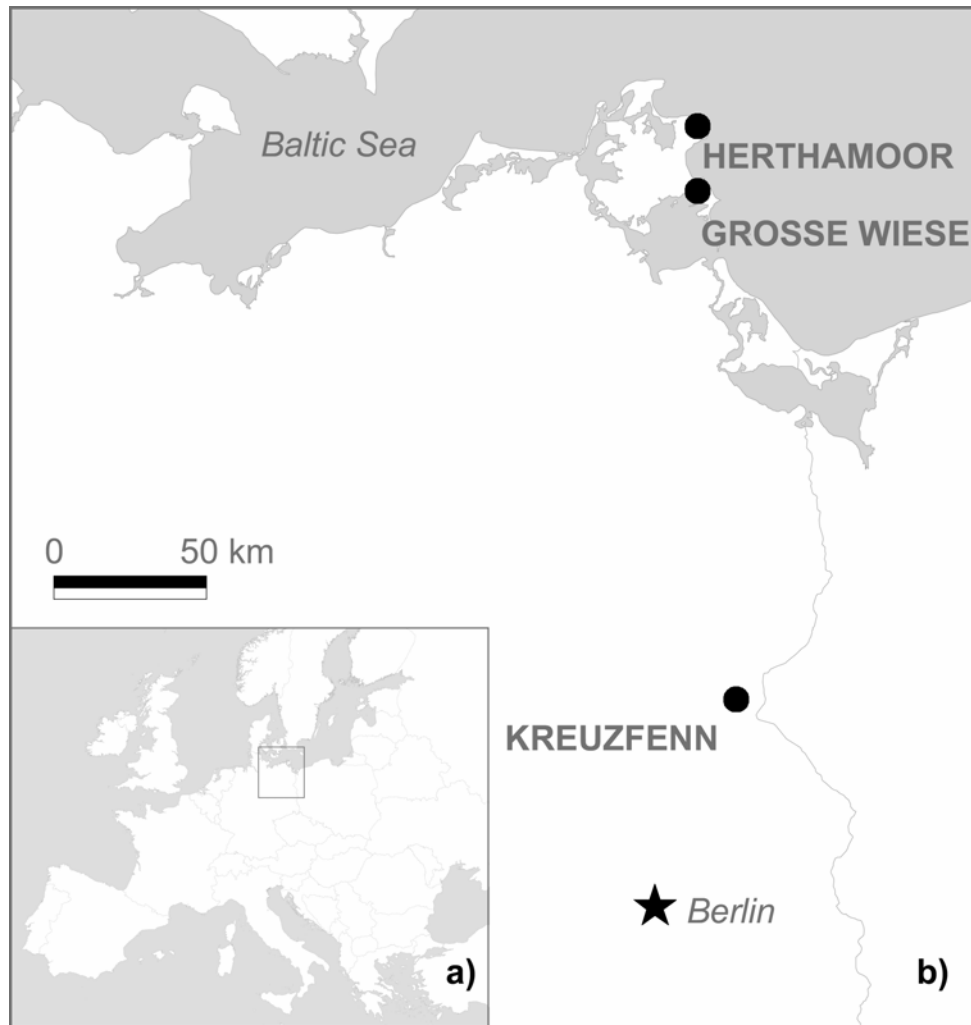 Baltic Sea
HERTHAMOOR
GROSSE WIESE
0 50 km
KREUZFENN
Berlin
a)
b)